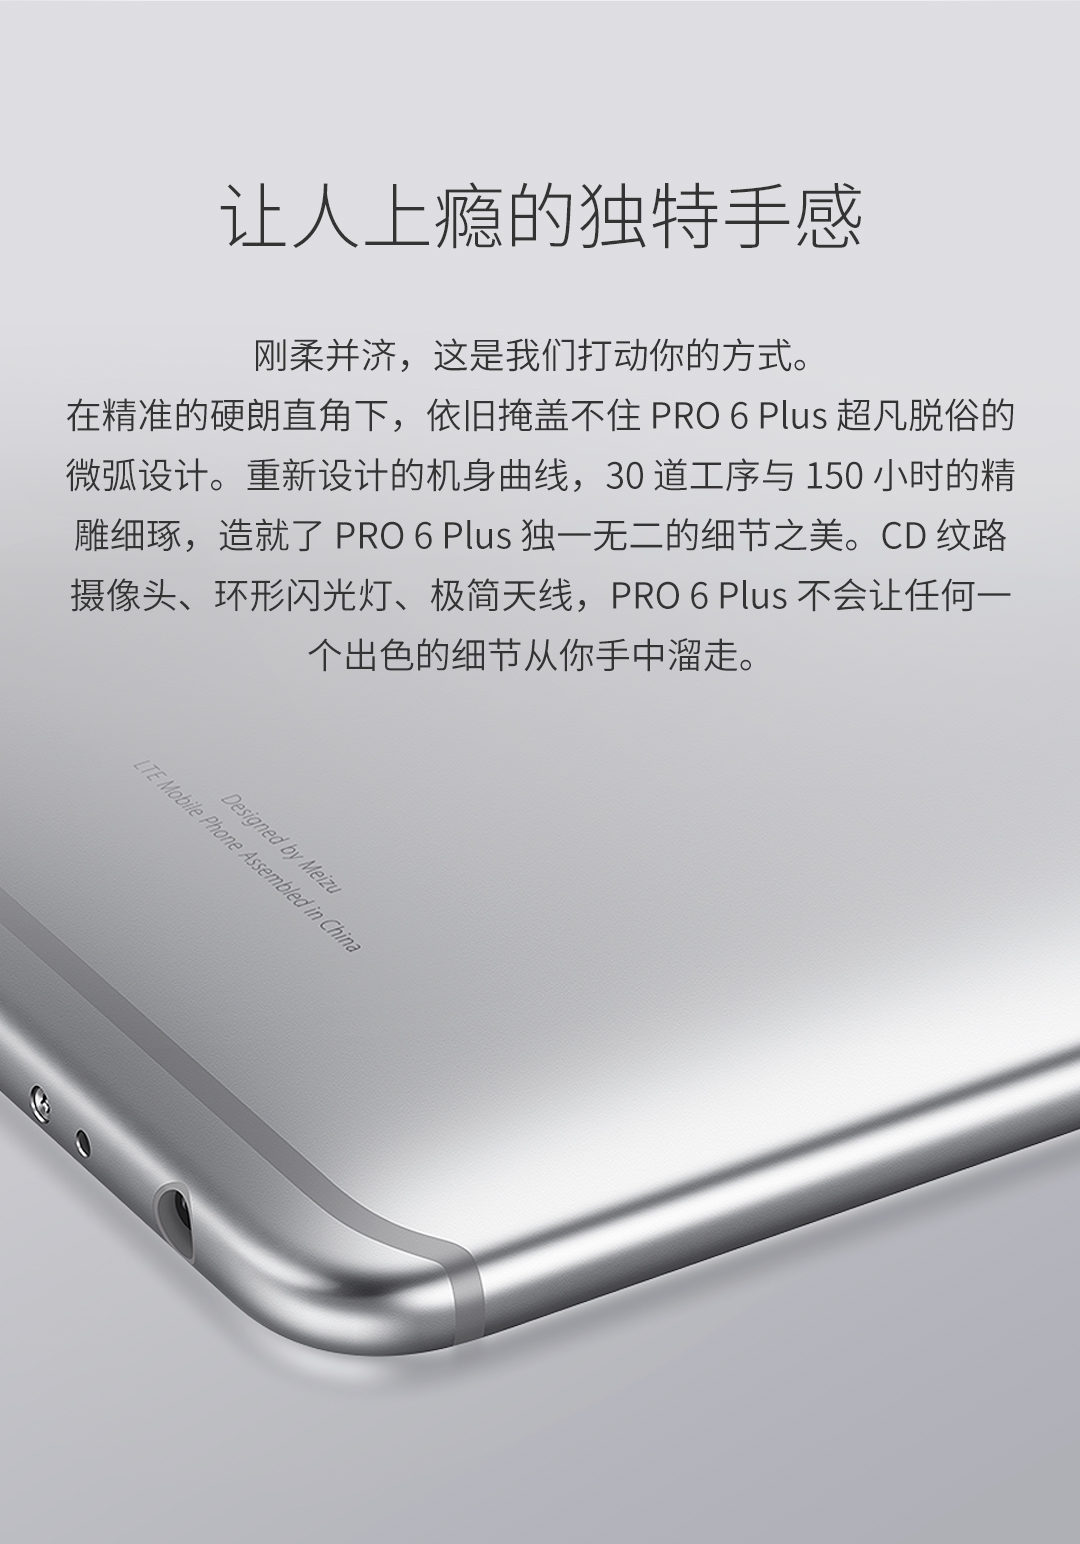 让人上瘾的独特手感
刚柔并济，这是我们打动你的方式。
在精准的硬朗直角下，依旧掩盖不住 PRO 6 Plus 超凡脱俗的
微弧设计。重新设计的机身曲线，30 道工序与 150 小时的精
雕细琢，造就了 PRO 6 Plus 独一无二的细节之美。CD 纹路
摄像头、环形闪光灯、极简天线，PRO 6 Plus 不会让任何一
个出色的细节从你手中溜走。
Designed by Meizu
LTE Mobile Phone Assembled in China